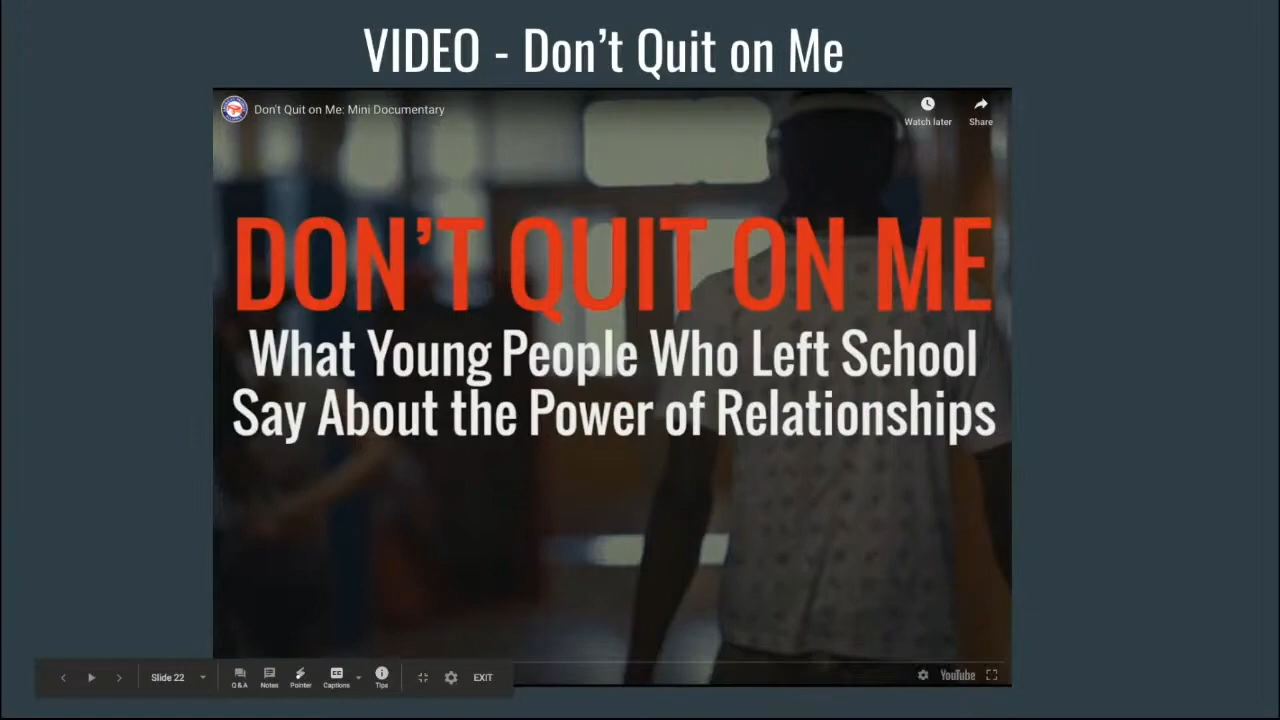 VIDEO - Don’t Quit on Me
Don't Quit on Me: Mini Documentary
Watch later
Share
DON’T QUIT ON ME
What Young People Who Left School
Say About the Power of Relationships
Slide 22
Q&A
Notes
Pointer
CC
Captions
Tips
EXIT
YouTube